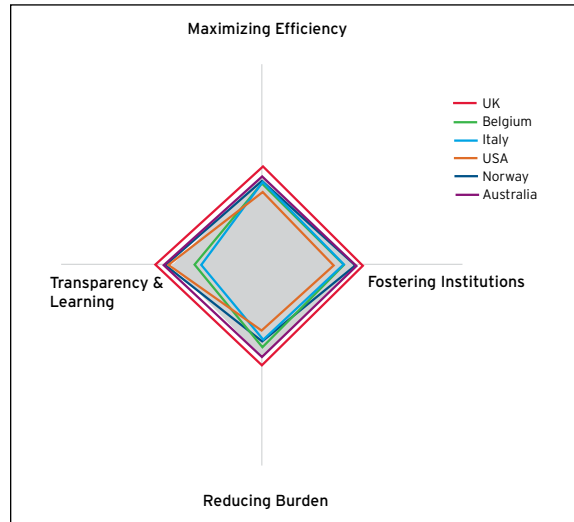 Maximizing Efficiency
UK
Belgium
Italy
USA
Norway
Australia
Transparency &
Learning
Fostering Institutions
Reducing Burden